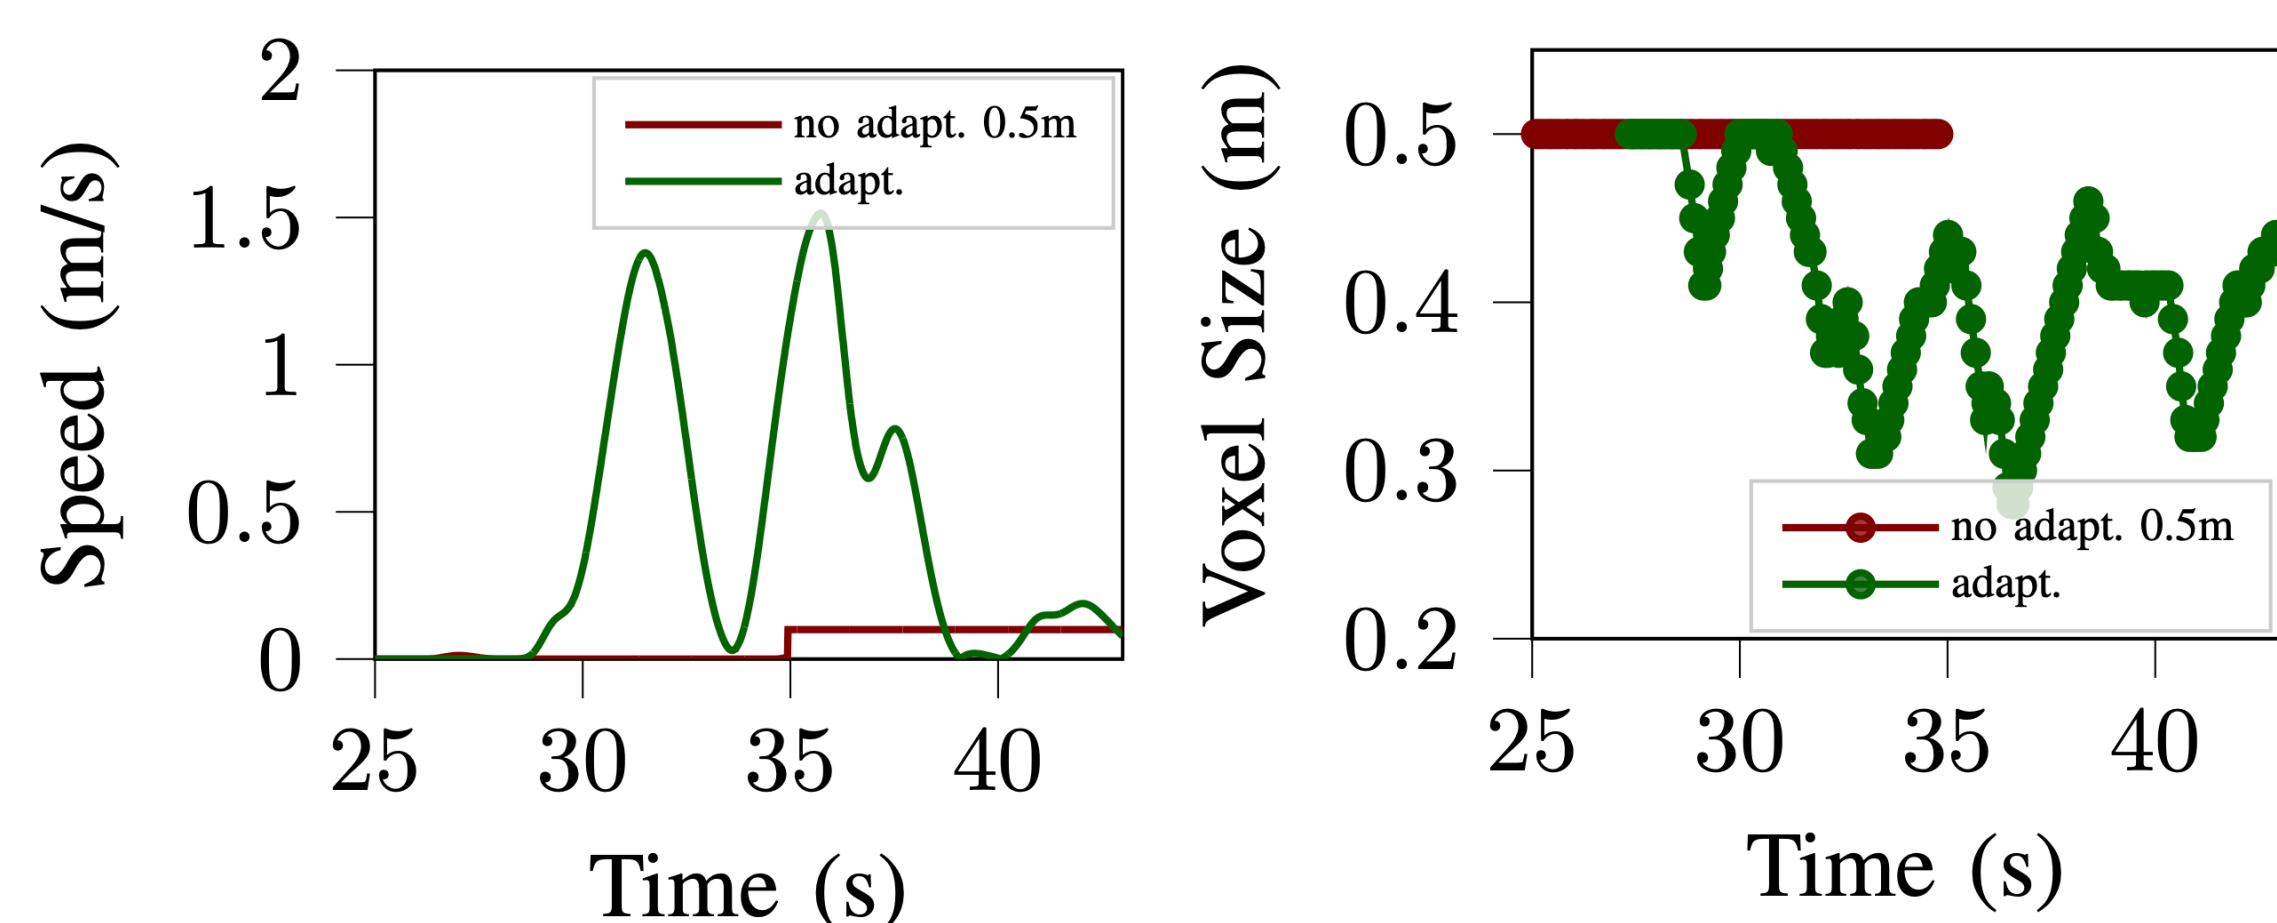 2
1.5
1
0.5
0
Speed (m/s)
25 30 35 40
Time (s)
no adapt. 0.5m
adapt.
0.5
0.4
0.3
0.2
Voxel Size (m)
25 30 35 40
Time (s)
no adapt. 0.5m
adapt.